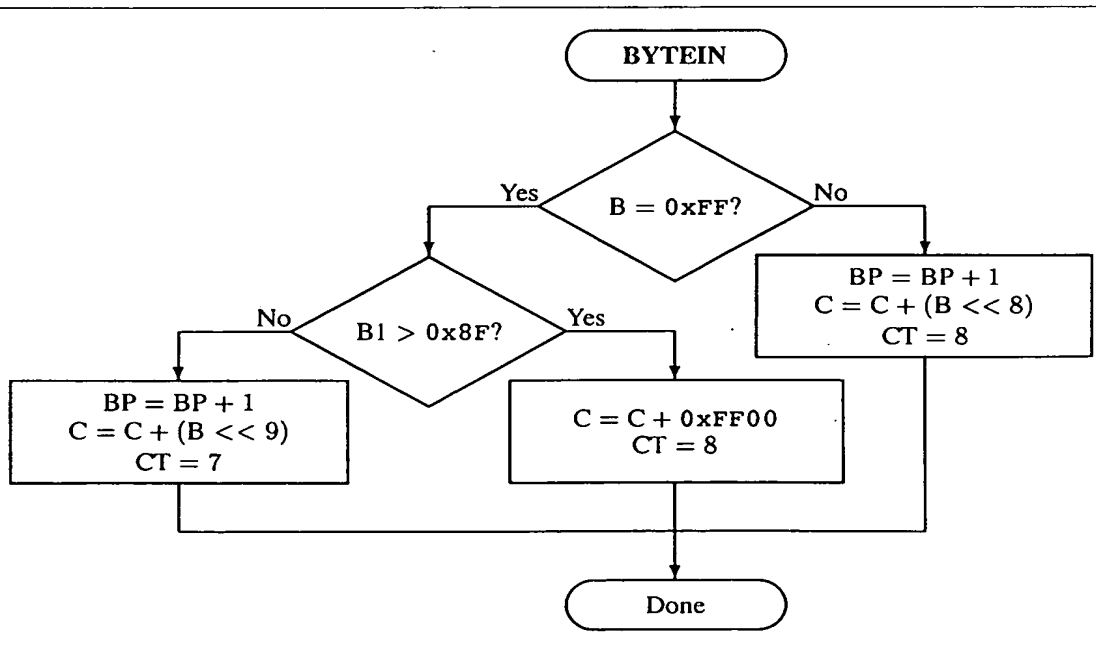 BYTEIN
Yes
B = 0xFF?
No
BP = BP + 1
C = C + (B << 8)
CT = 8
No
B1 > 0x8F?
Yes
BP = BP + 1
C = C + (B << 9)
CT = 7
C = C + 0xFF00
CT = 8
Done